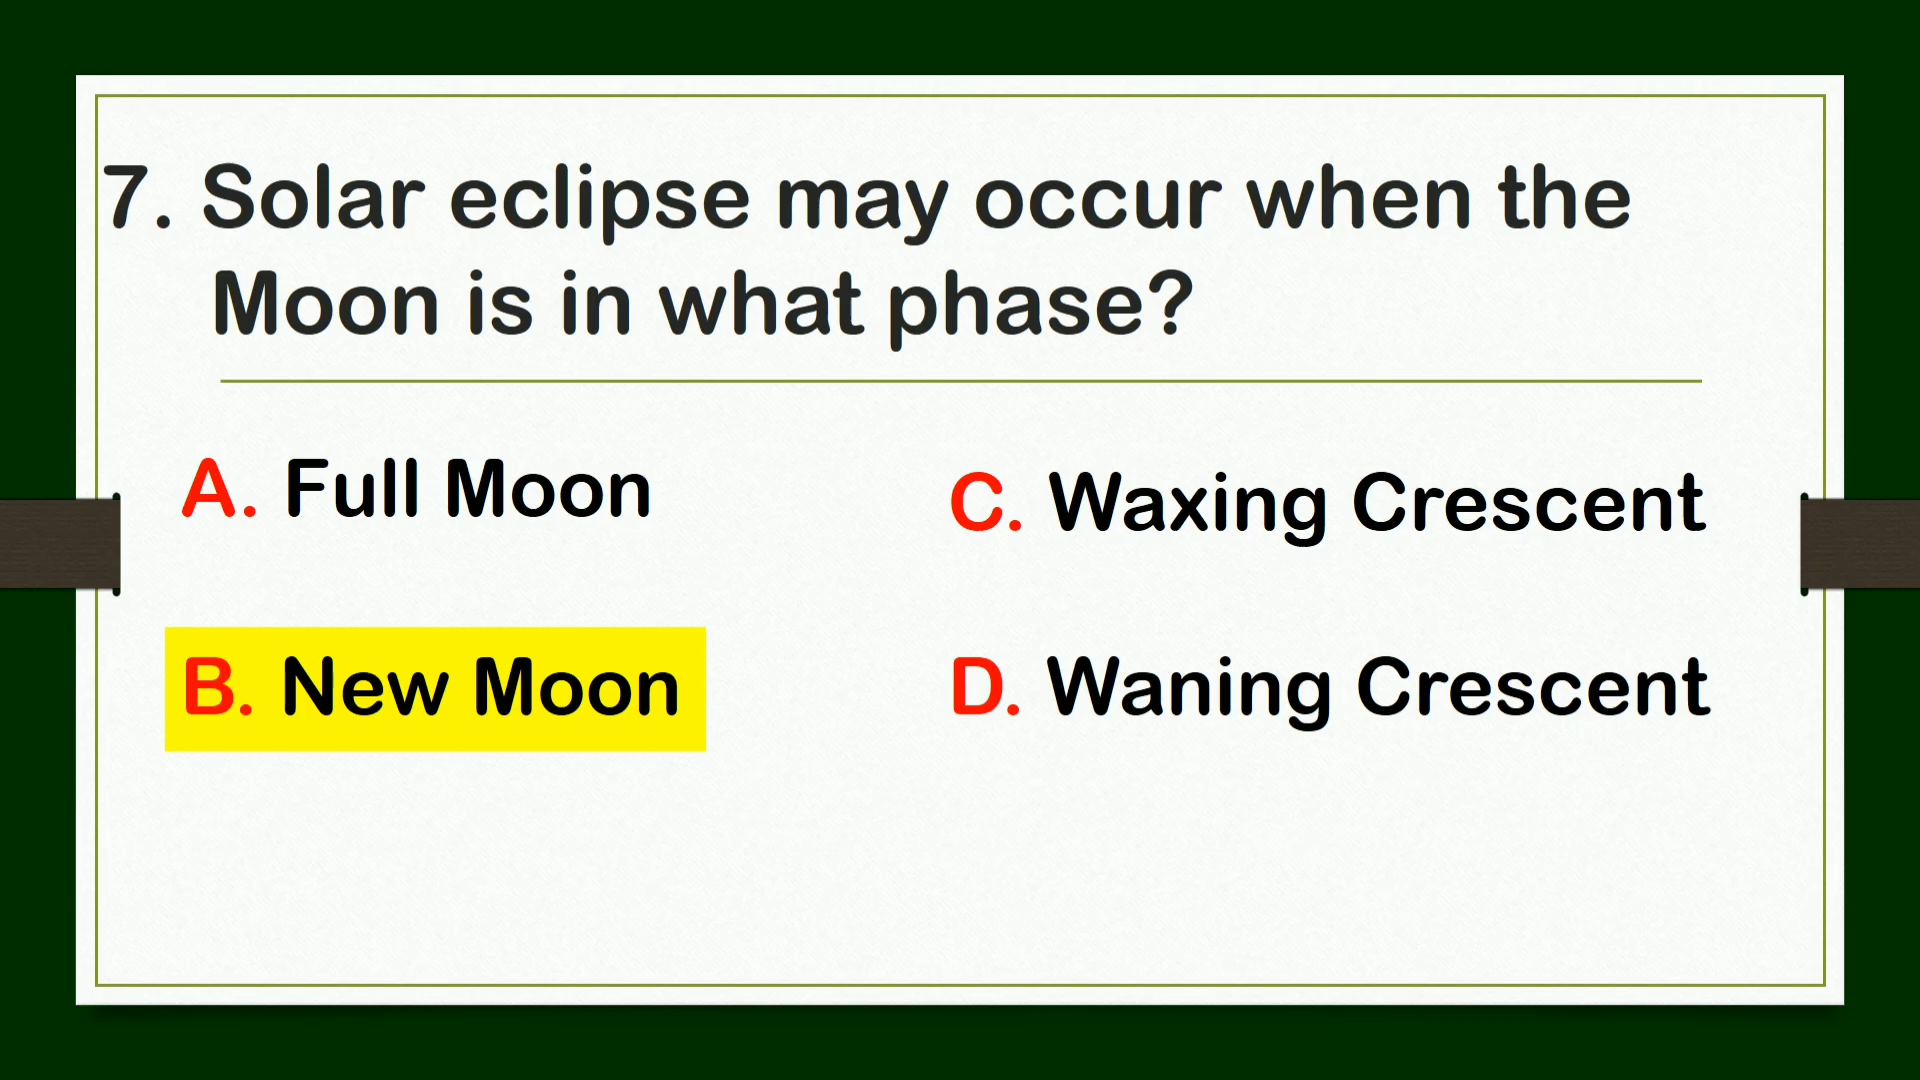 7. Solar eclipse may occur when the
Moon is in what phase?
A. Full Moon
B. New Moon
C. Waxing Crescent
D. Waning Crescent